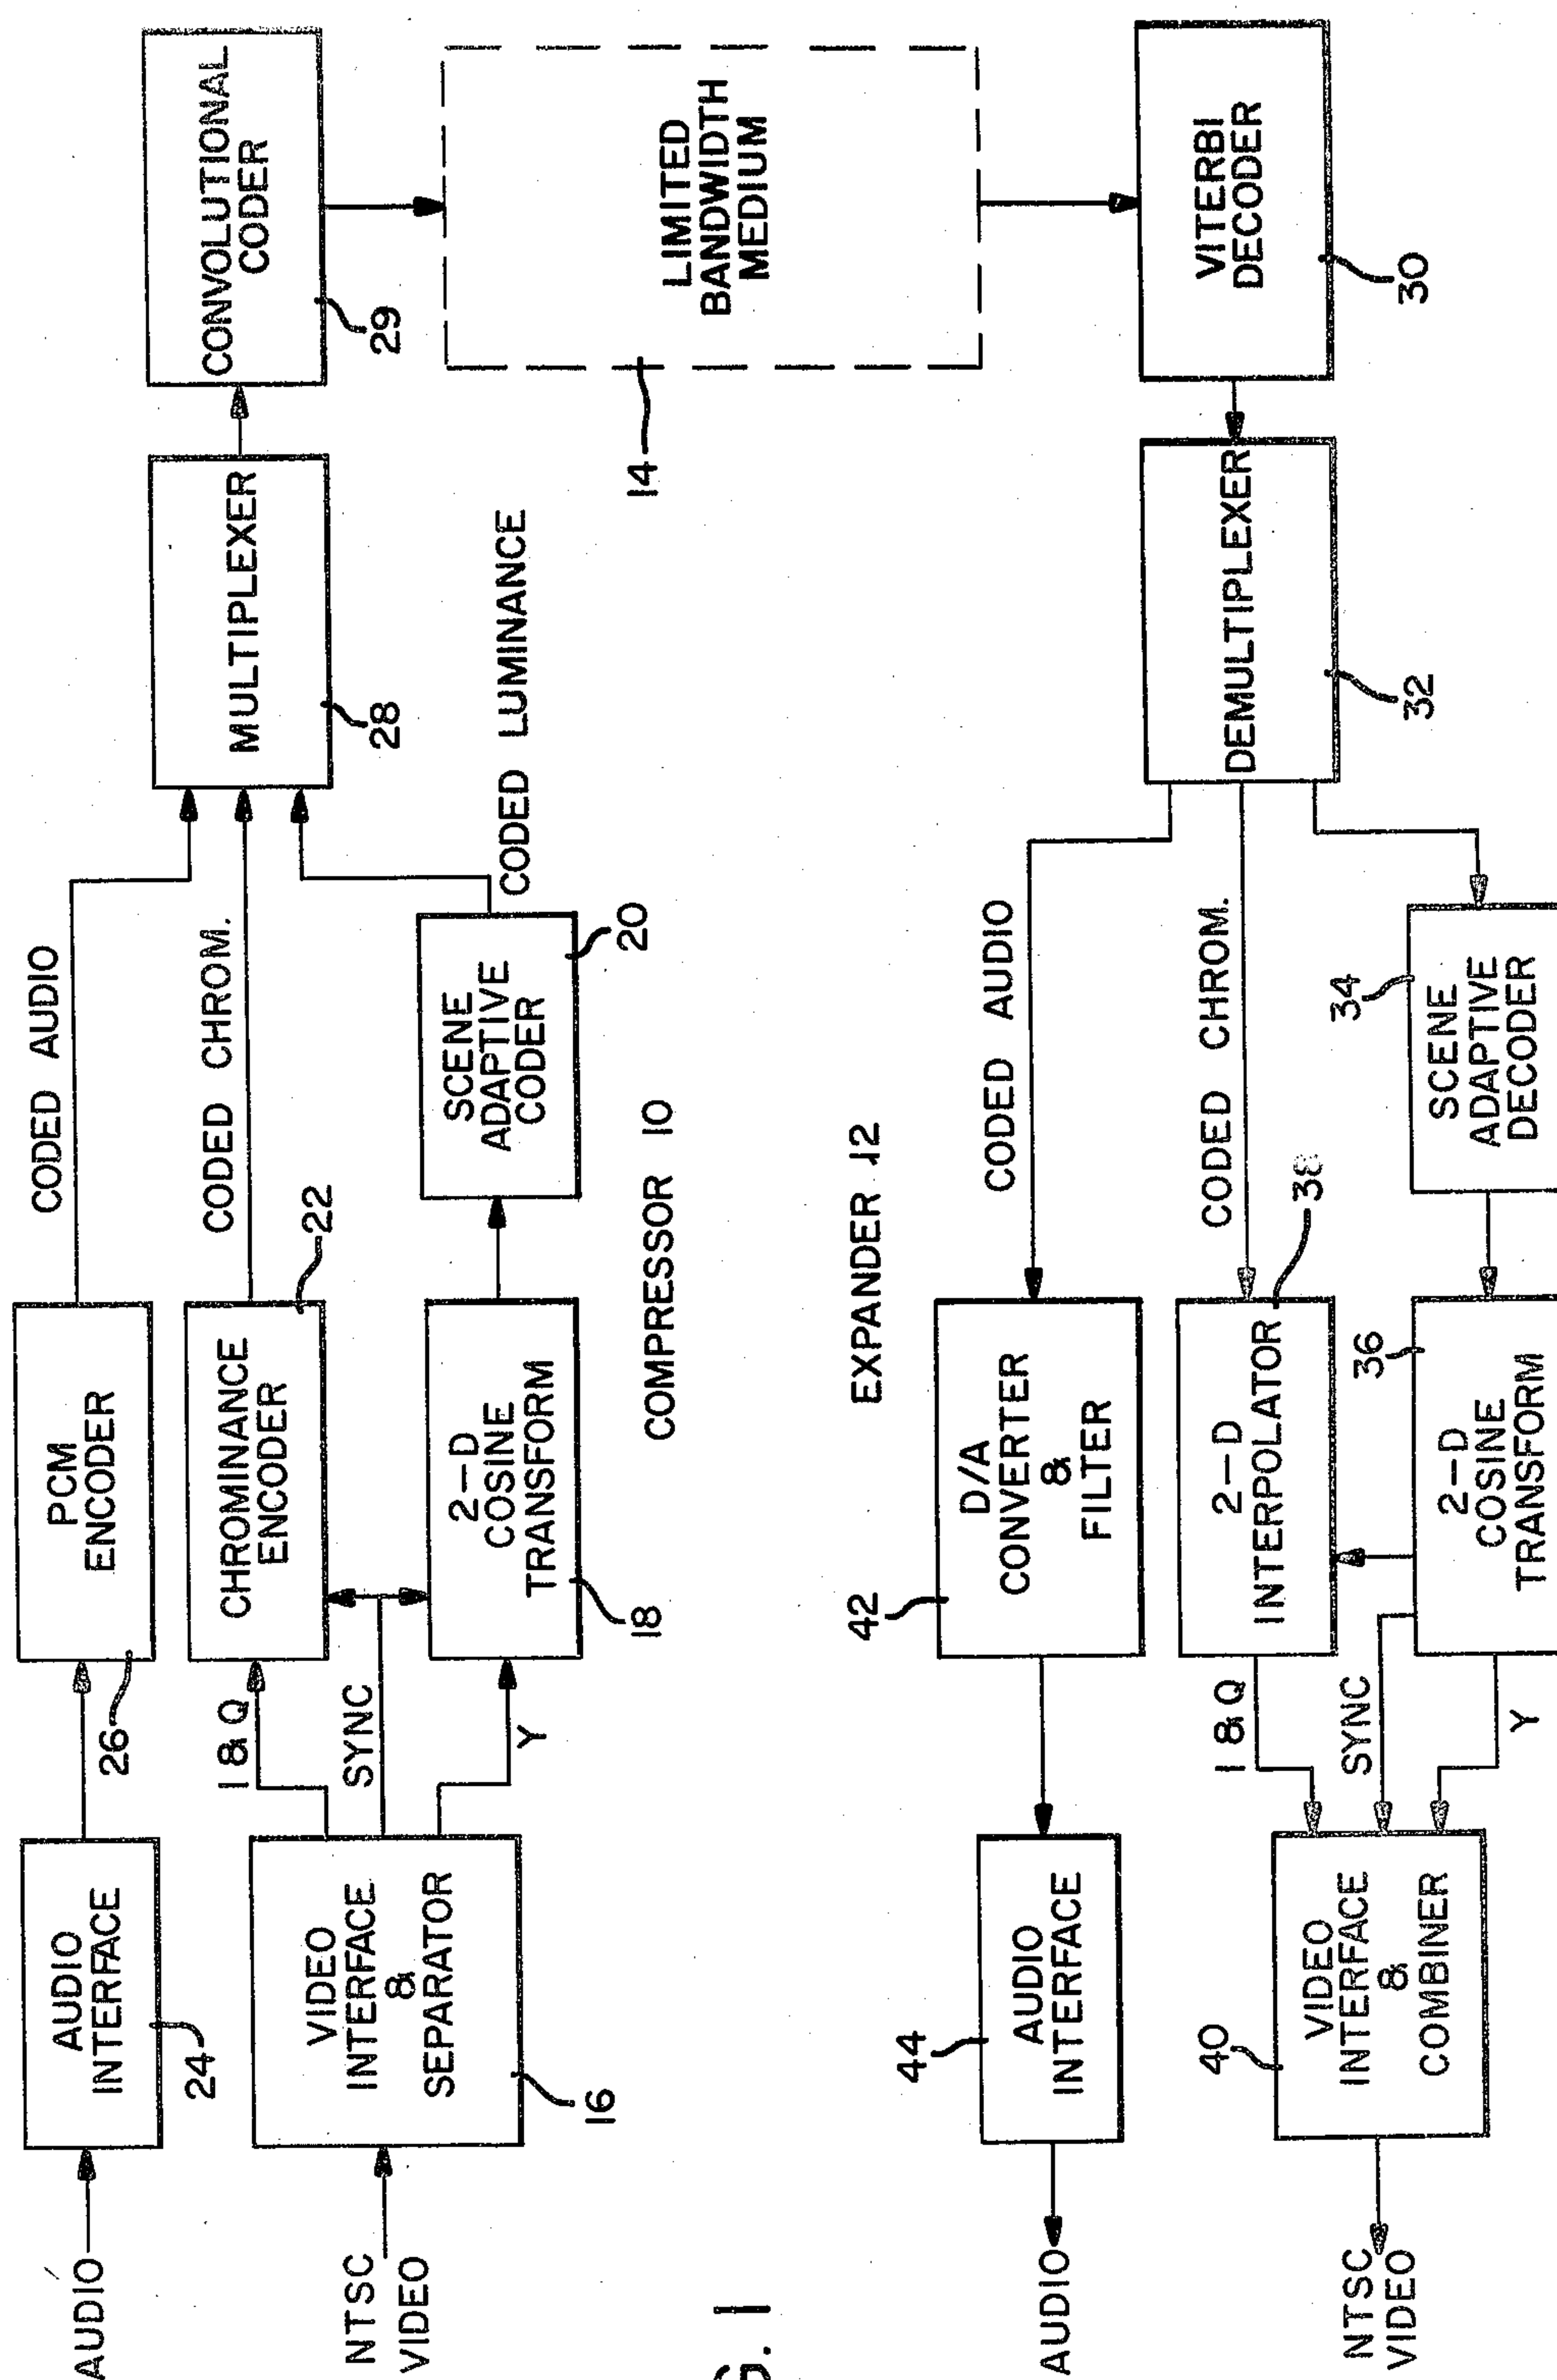 AUDIO
AUDIO
INTERFACE
24
PCM
ENCODER
26
CODED AUDIO
NTSC
VIDEO
VIDEO
INTERFACE
&
SEPARATOR
16
I & Q
SYNC
Y
CHROMINANCE
ENCODER
22
CODED CHROM.
2-D
COSINE
TRANSFORM
18
SCENE
ADAPTIVE
CODER
20
CODED LUMINANCE
MULTIPLEXER
28
CONVOLUTIONAL
CODER
29
COMPRESSOR 10
LIMITED
BANDWIDTH
MEDIUM
14
G. 1
EXPANDER 12
VITERBI
DECODER
30
DEMULTIPLEXER
32
CODED AUDIO
D/A
CONVERTER
&
FILTER
42
AUDIO
INTERFACE
44
AUDIO
CODED CHROM.
2-D
INTERPOLATOR
38
SCENE
ADAPTIVE
DECODER
34
2-D
COSINE
TRANSFORM
36
I & Q
SYNC
Y
VIDEO
INTERFACE
&
COMBINER
40
NTSC
VIDEO